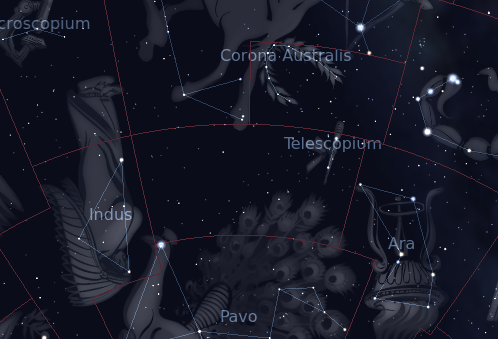 croscopium
Corona Australis
Telescopium
Indus
Ara
Pavo